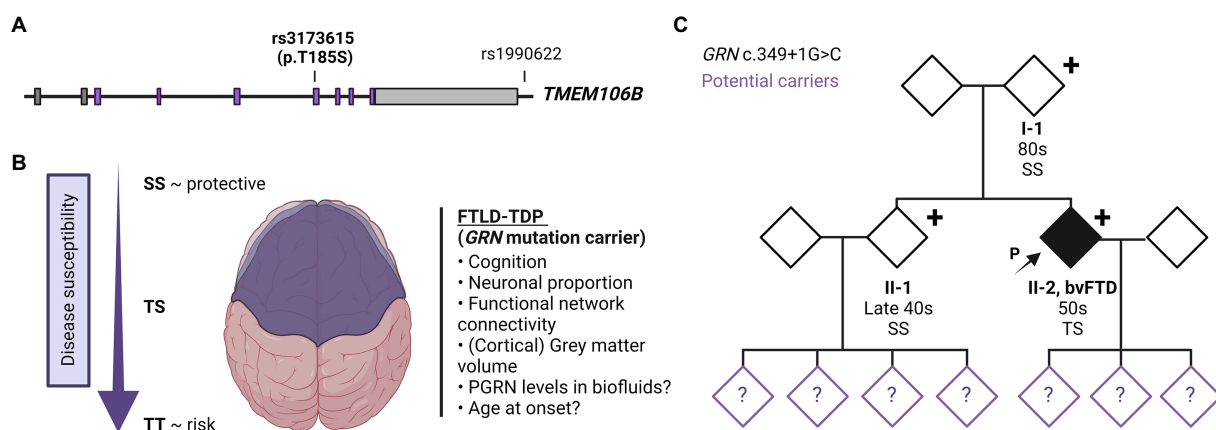 A
rs3173615
(p.T185S)
rs1990622
TMEM106B
B
Disease susceptibility
SS ~ protective
TS
TT ~ risk
FTLD-TDP
(GRN mutation carrier)
• Cognition
• Neuronal proportion
• Functional network
connectivity
• (Cortical) Grey matter
volume
• PGRN levels in biofluids?
• Age at onset?
C
GRN c.349+1G>C
Potential carriers
+
I-1
80s
SS
+
II-1
Late 40s
SS
+
P
II-2, bvFTD
50s
TS
? ? ? ? ? ? ?